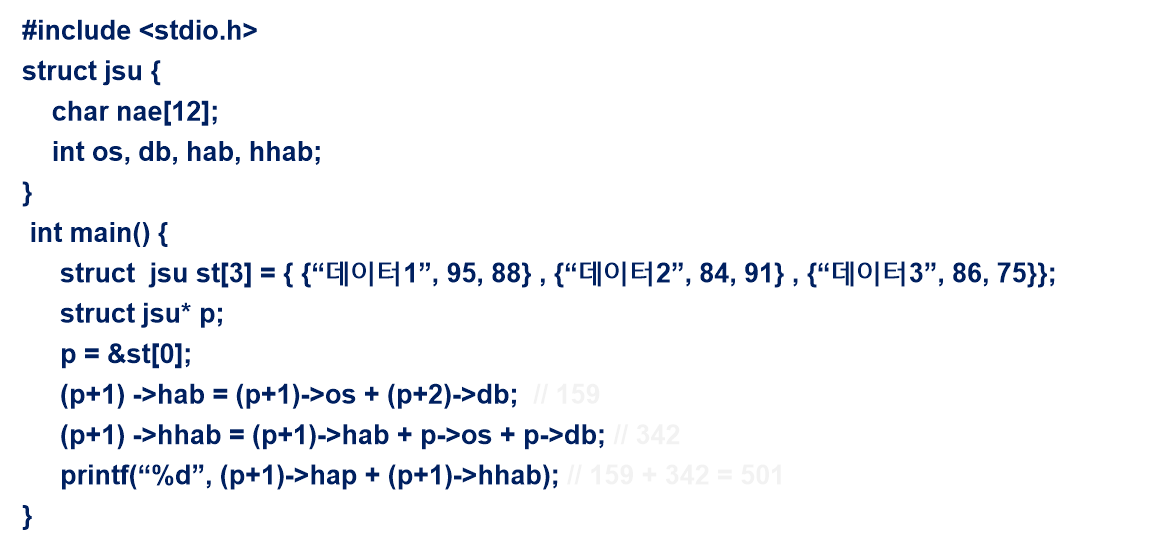 #include <stdio.h>
struct jsu {
char nae[12];
int os, db, hab, hhab;
}
int main() {
struct jsu st[3] = { {“데이터1”, 95, 88} , {“데이터2”, 84, 91} , {“데이터3”, 86, 75}};
struct jsu* p;
p = &st[0];
(p+1) ->hab = (p+1)->os + (p+2)->db; // 159
(p+1) ->hhab = (p+1)->hab + p->os + p->db; // 342
printf(“%d”, (p+1)->hap + (p+1)->hhab); // 159 + 342 = 501
}